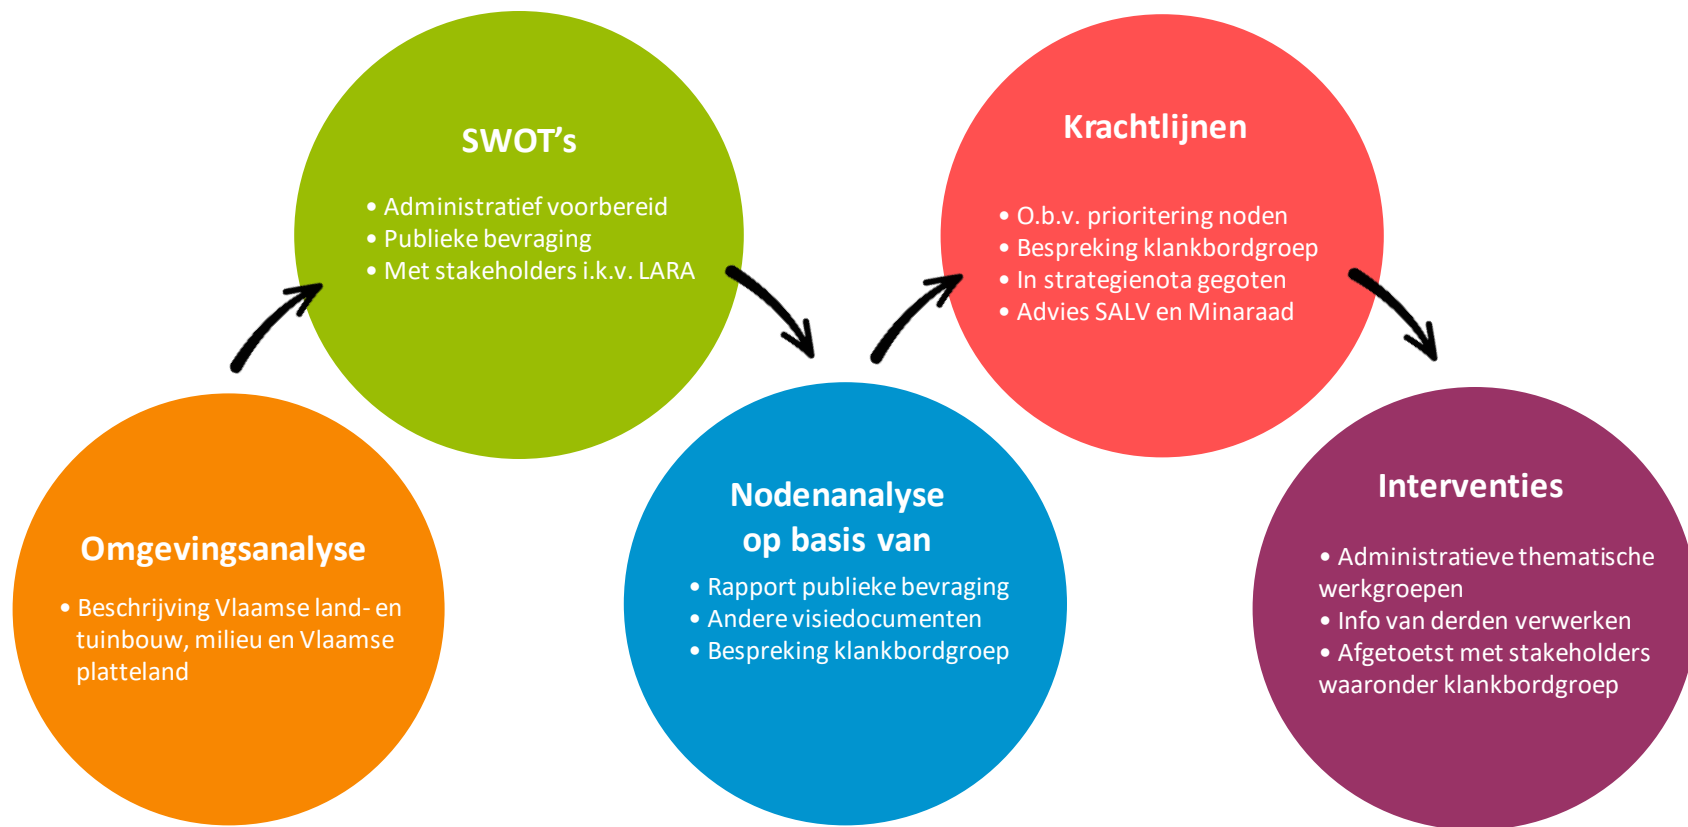 Omgevingsanalyse
• Beschrijving Vlaamse land- en
tuinbouw, milieu en Vlaamse
platteland
SWOT’s
• Administratief voorbereid
• Publieke bevraging
• Met stakeholders i.k.v. LARA
Nodenanalyse
op basis van
• Rapport publieke bevraging
• Andere visiedocumenten
• Bespreking klankbordgroep
Krachtlijnen
• O.b.v. prioritering noden
• Bespreking klankbordgroep
• In strategienota gegoten
• Advies SALV en Minaraad
Interventies
• Administratieve thematische
werkgroepen
• Info van derden verwerken
• Afgetoetst met stakeholders
waaronder klankbordgroep